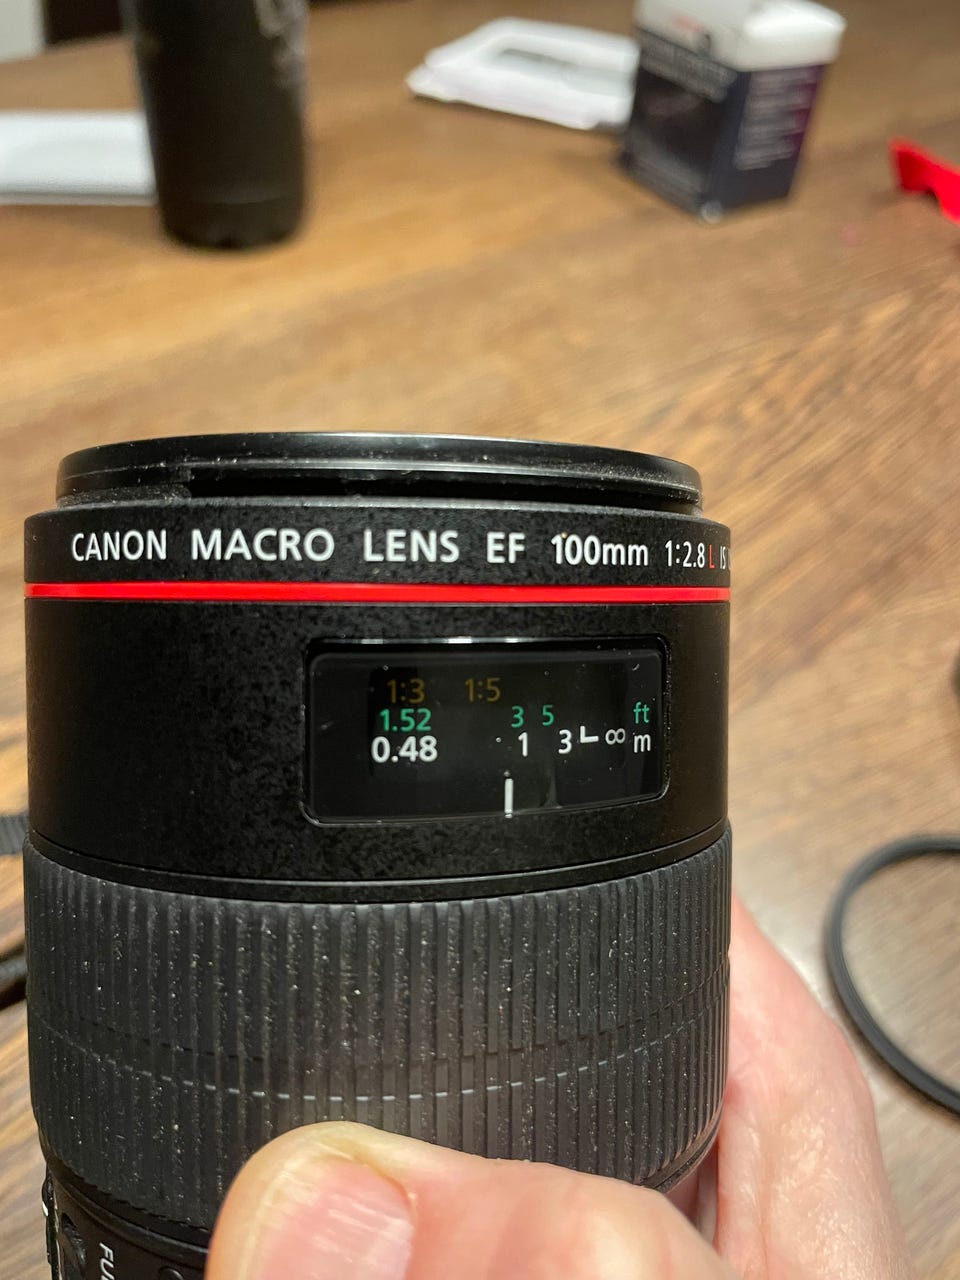 CANON MACRO LENS EF 100mm 1:2.8 L IS
1:3 1:5
1.52 3 5 ft
0.48 1 3 ∞ m